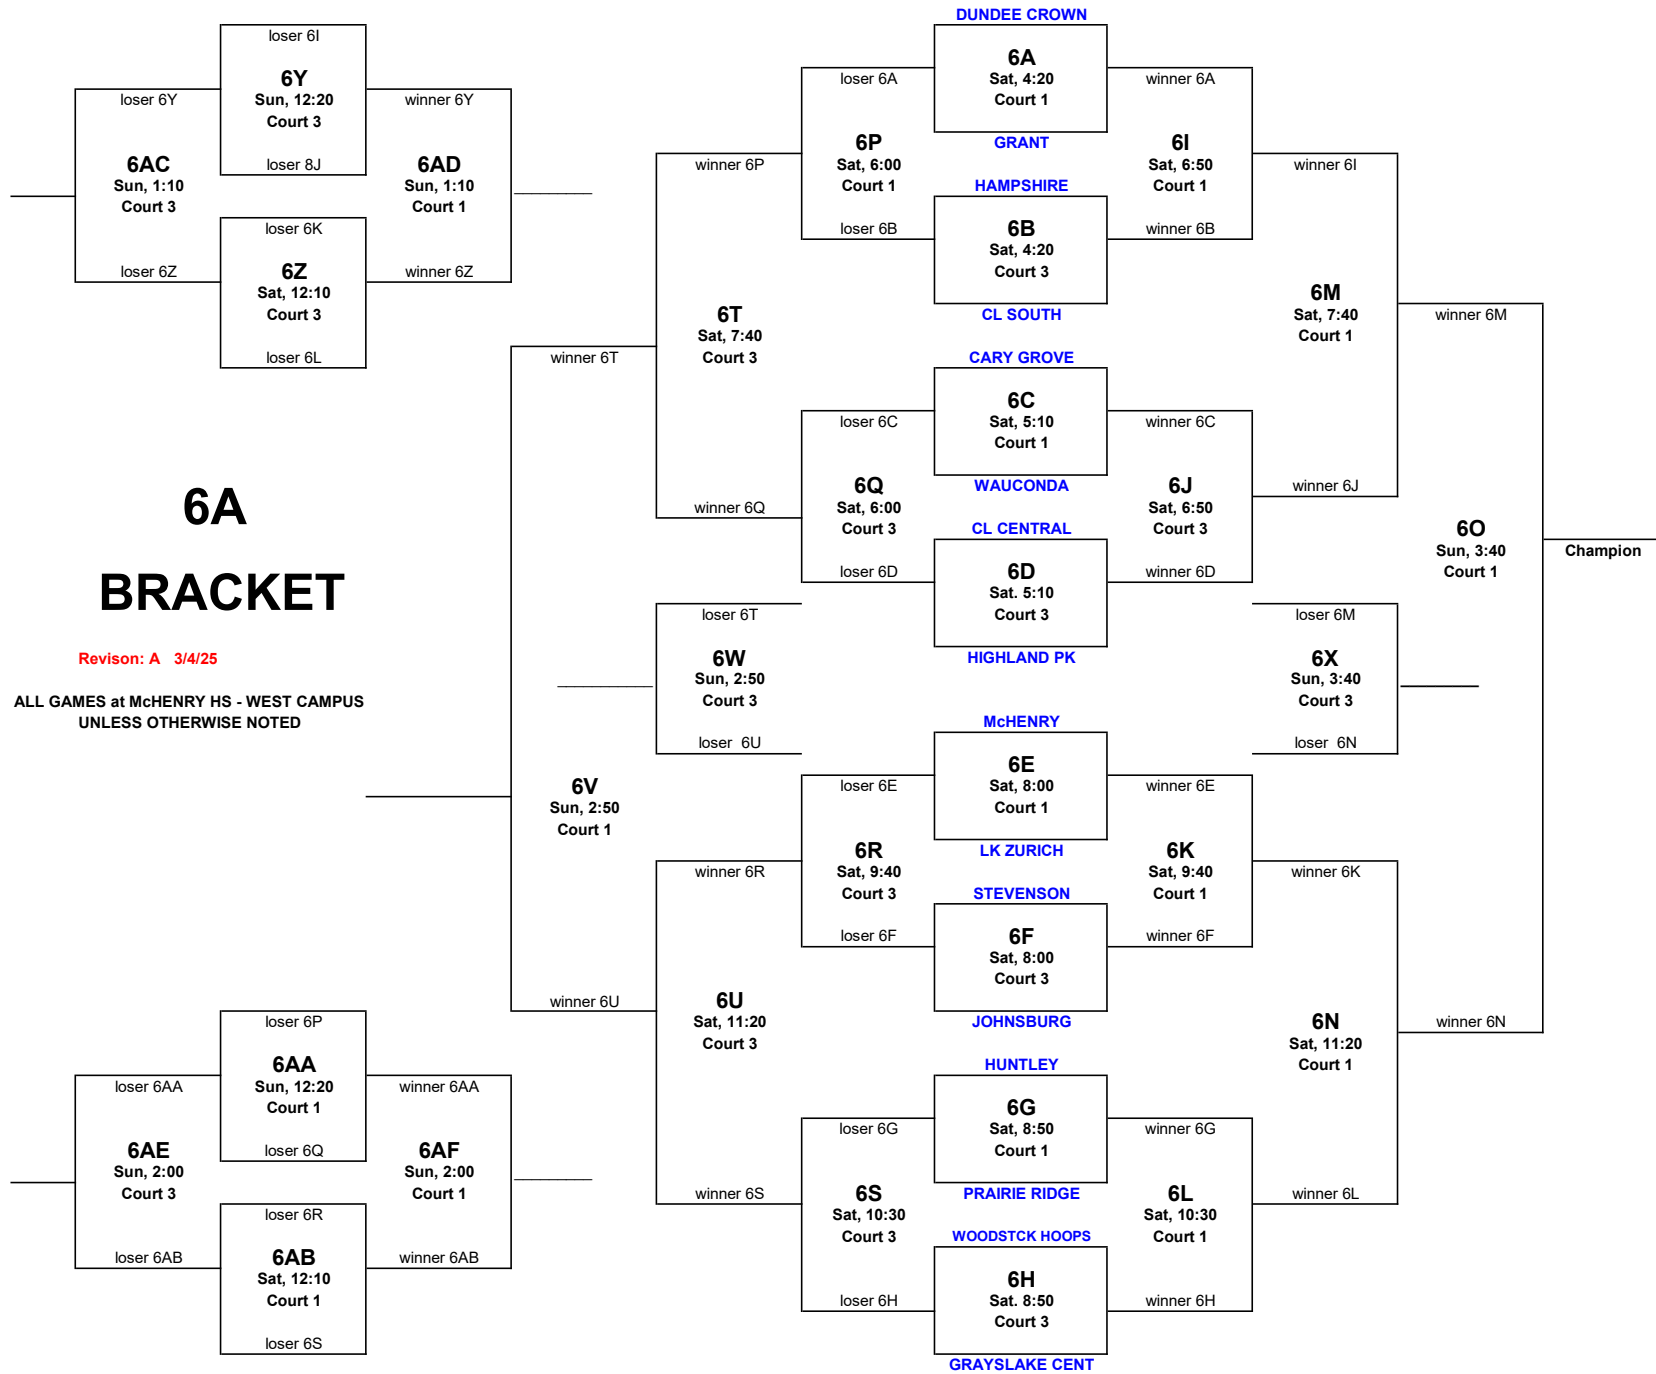 loser 6I
6Y
Sun, 12:20
Court 3
loser 8J
loser 6Y
winner 6Y
6AC
Sun, 1:10
Court 3
6AD
Sun, 1:10
Court 1
loser 6K
6Z
Sat, 12:10
Court 3
loser 6L
loser 6Z
winner 6Z
6A
BRACKET
Revison: A 3/4/25
ALL GAMES at McHENRY HS - WEST CAMPUS
UNLESS OTHERWISE NOTED
loser 6P
6AA
Sun, 12:20
Court 1
loser 6Q
loser 6AA
winner 6AA
6AE
Sun, 2:00
Court 3
6AF
Sun, 2:00
Court 1
loser 6R
6AB
Sat, 12:10
Court 1
loser 6S
loser 6AB
winner 6AB
winner 6T
6V
Sun, 2:50
Court 1
winner 6U
winner 6P
6T
Sat, 7:40
Court 3
winner 6Q
loser 6T
6W
Sun, 2:50
Court 3
loser 6U
winner 6R
6U
Sat, 11:20
Court 3
winner 6S
loser 6A
6P
Sat, 6:00
Court 1
loser 6B
loser 6C
6Q
Sat, 6:00
Court 3
loser 6D
loser 6E
6R
Sat, 9:40
Court 3
loser 6F
loser 6G
6S
Sat, 10:30
Court 3
loser 6H
DUNDEE CROWN
6A
Sat, 4:20
Court 1
GRANT
HAMPSHIRE
6B
Sat, 4:20
Court 3
CL SOUTH
CARY GROVE
6C
Sat, 5:10
Court 1
WAUCONDA
CL CENTRAL
6D
Sat. 5:10
Court 3
HIGHLAND PK
McHENRY
6E
Sat, 8:00
Court 1
LK ZURICH
STEVENSON
6F
Sat, 8:00
Court 3
JOHNSBURG
HUNTLEY
6G
Sat, 8:50
Court 1
PRAIRIE RIDGE
WOODSTCK HOOPS
6H
Sat. 8:50
Court 3
GRAYSLAKE CENT
winner 6A
6I
Sat, 6:50
Court 1
winner 6B
winner 6C
6J
Sat, 6:50
Court 3
winner 6D
winner 6E
6K
Sat, 9:40
Court 1
winner 6F
winner 6G
6L
Sat, 10:30
Court 1
winner 6H
winner 6I
6M
Sat, 7:40
Court 1
winner 6J
loser 6M
6X
Sun, 3:40
Court 3
loser 6N
winner 6K
6N
Sat, 11:20
Court 1
winner 6L
winner 6M
6O
Sun, 3:40
Court 1
winner 6N
Champion